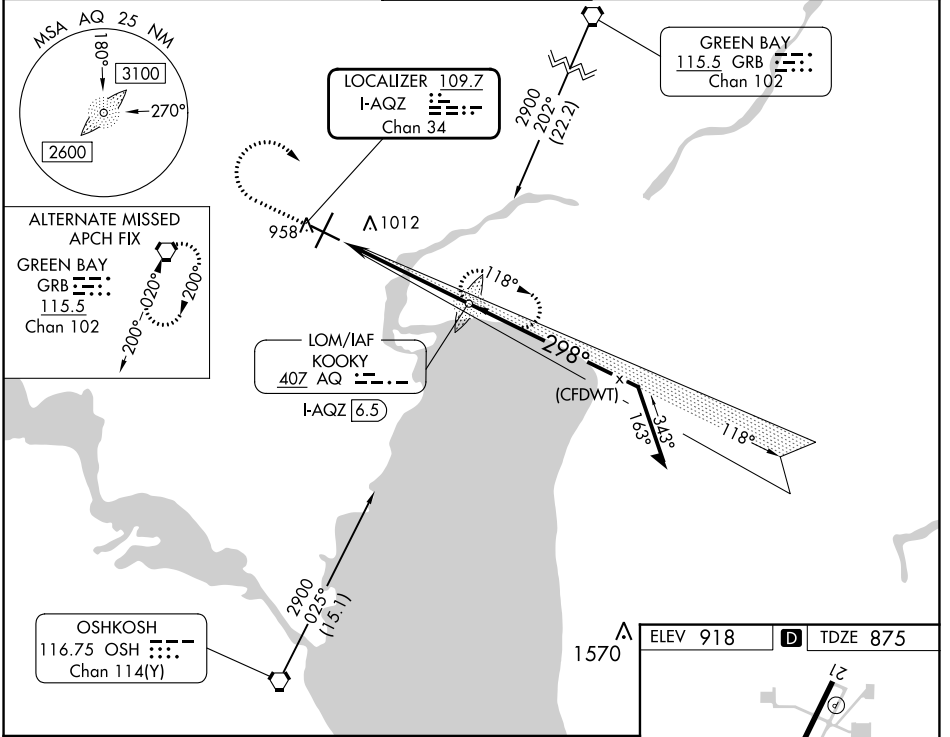 MSA AQ 25 NM
180°
3100
270°
2600
LOCALIZER 109.7
I-AQZ
Chan 34
GREEN BAY
115.5 GRB
Chan 102
2900
202°
(22.2)
ALTERNATE MISSED
APCH FIX
GREEN BAY
GRB
115.5
Chan 102
020°
200°
200°
958
1012
118°
LOM/IAF
KOOKY
407 AQ
I-AQZ 6.5
298°
(CFDWT)
343°
163°
118°
2900
025°
(15.1)
OSHKOSH
116.75 OSH
Chan 114(Y)
1570
ELEV 918 D TDZE 875
21
P